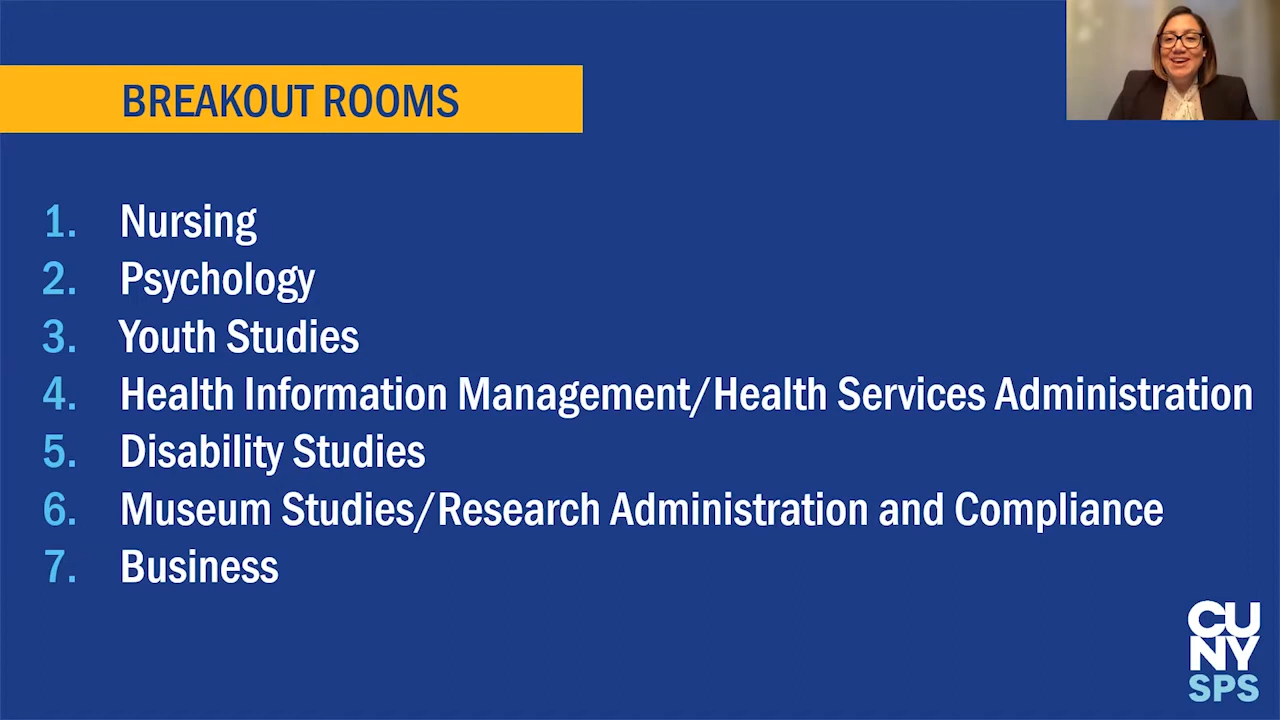 BREAKOUT ROOMS
1. Nursing
2. Psychology
3. Youth Studies
4. Health Information Management/Health Services Administration
5. Disability Studies
6. Museum Studies/Research Administration and Compliance
7. Business
CU
NY
SPS